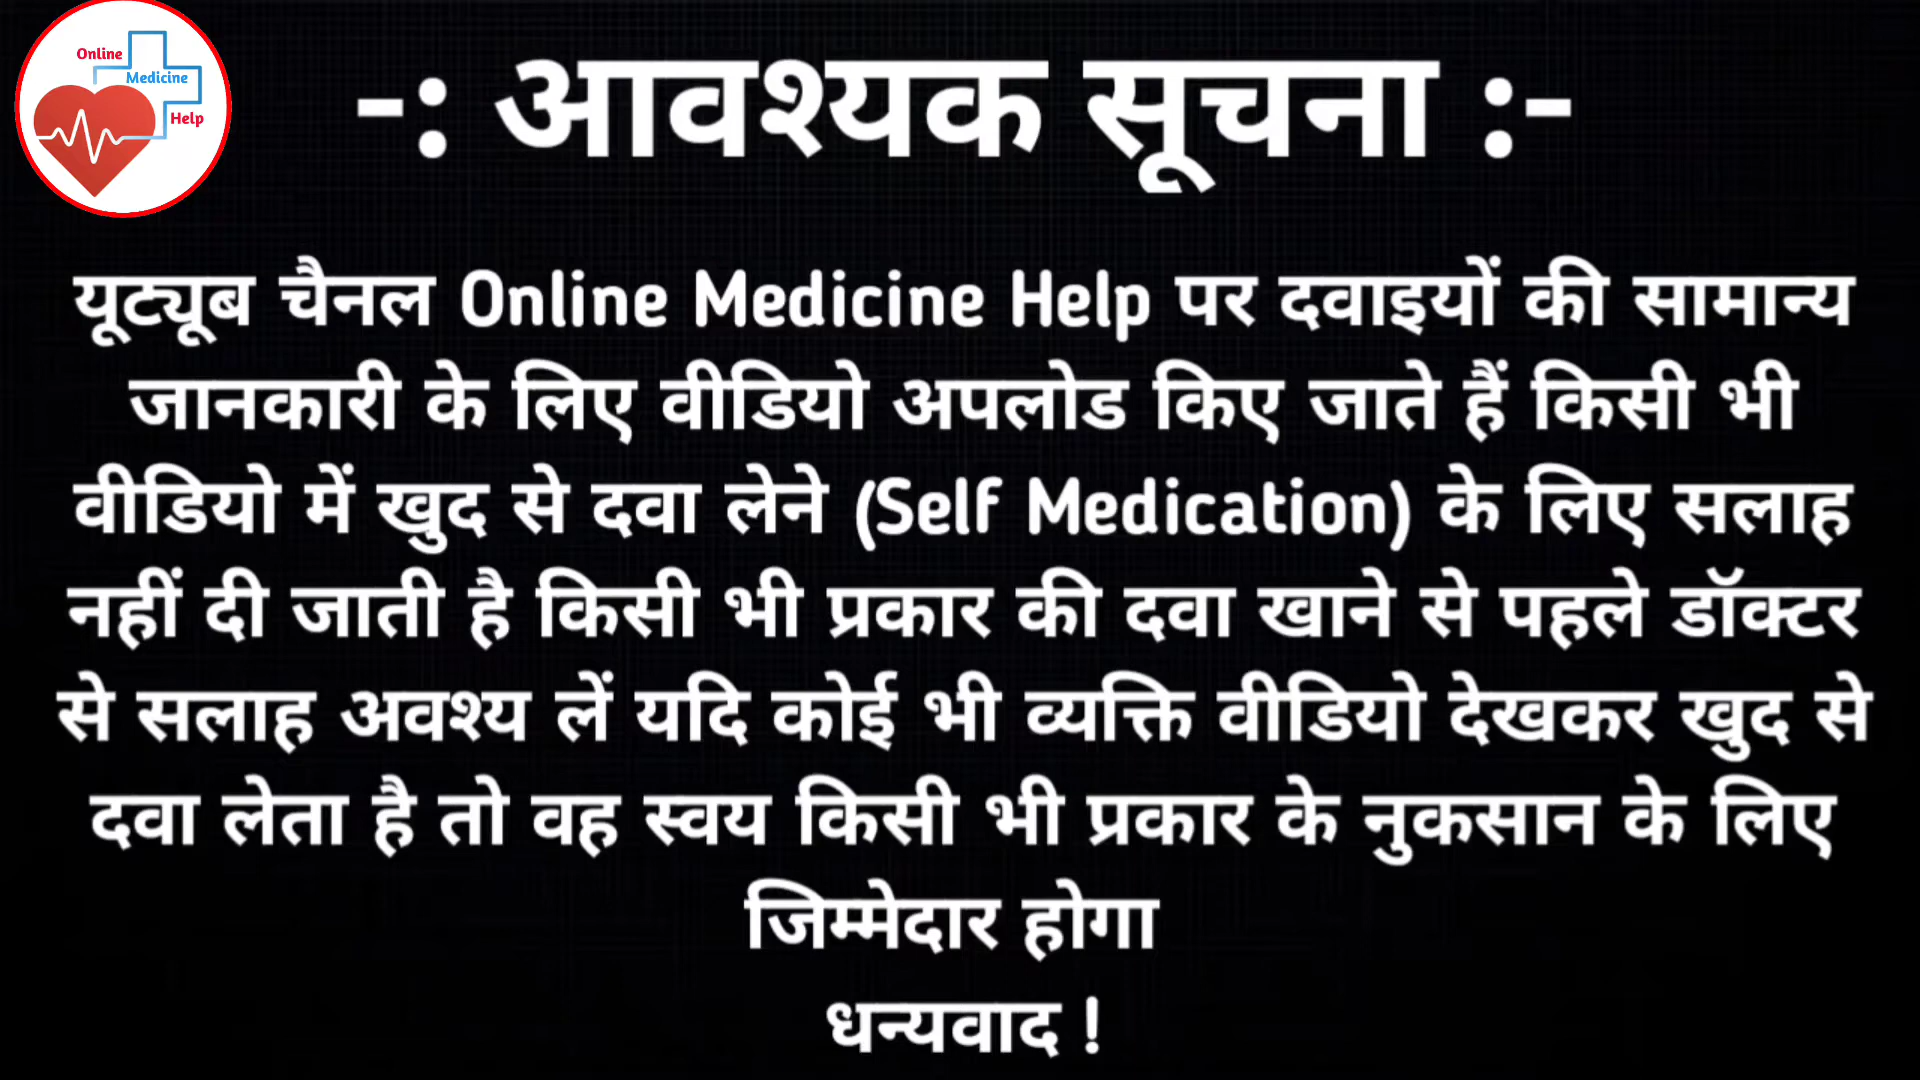 Online
Medicine
Help
-: आवश्यक सूचना :-
यूट्यूब चैनल Online Medicine Help पर दवाइयों की सामान्य
जानकारी के लिए वीडियो अपलोड किए जाते हैं किसी भी
वीडियो में खुद से दवा लेने (Self Medication) के लिए सलाह
नहीं दी जाती है किसी भी प्रकार की दवा खाने से पहले डॉक्टर
से सलाह अवश्य लें यदि कोई भी व्यक्ति वीडियो देखकर खुद से
दवा लेता है तो वह स्वय किसी भी प्रकार के नुकसान के लिए
जिम्मेदार होगा
धन्यवाद !